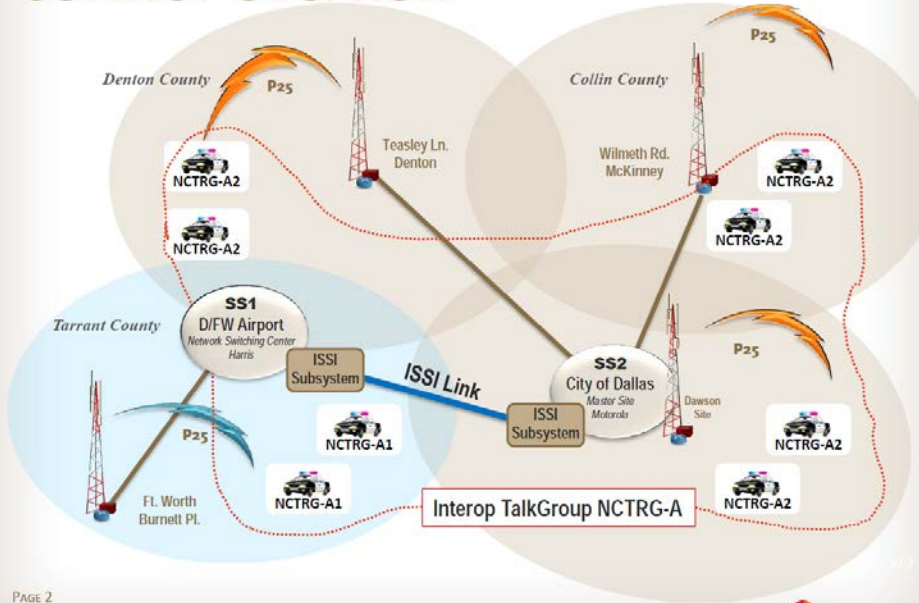 P25
P25
Denton County
Collin County
Teasley Ln.
Denton
Wilmeth Rd.
McKinney
NCTRG-A2
NCTRG-A2
NCTRG-A2
NCTRG-A2
SS1
D/FW Airport
Network Switching Center
Harris
Tarrant County
ISSI
Subsystem
ISSI Link
P25
SS2
City of Dallas
Master Site
Motorola
ISSI
Subsystem
Dawson
Site
P25
NCTRG-A1
NCTRG-A2
NCTRG-A1
NCTRG-A2
Ft. Worth
Burnett Pl.
Interop TalkGroup NCTRG-A
PAGE 2